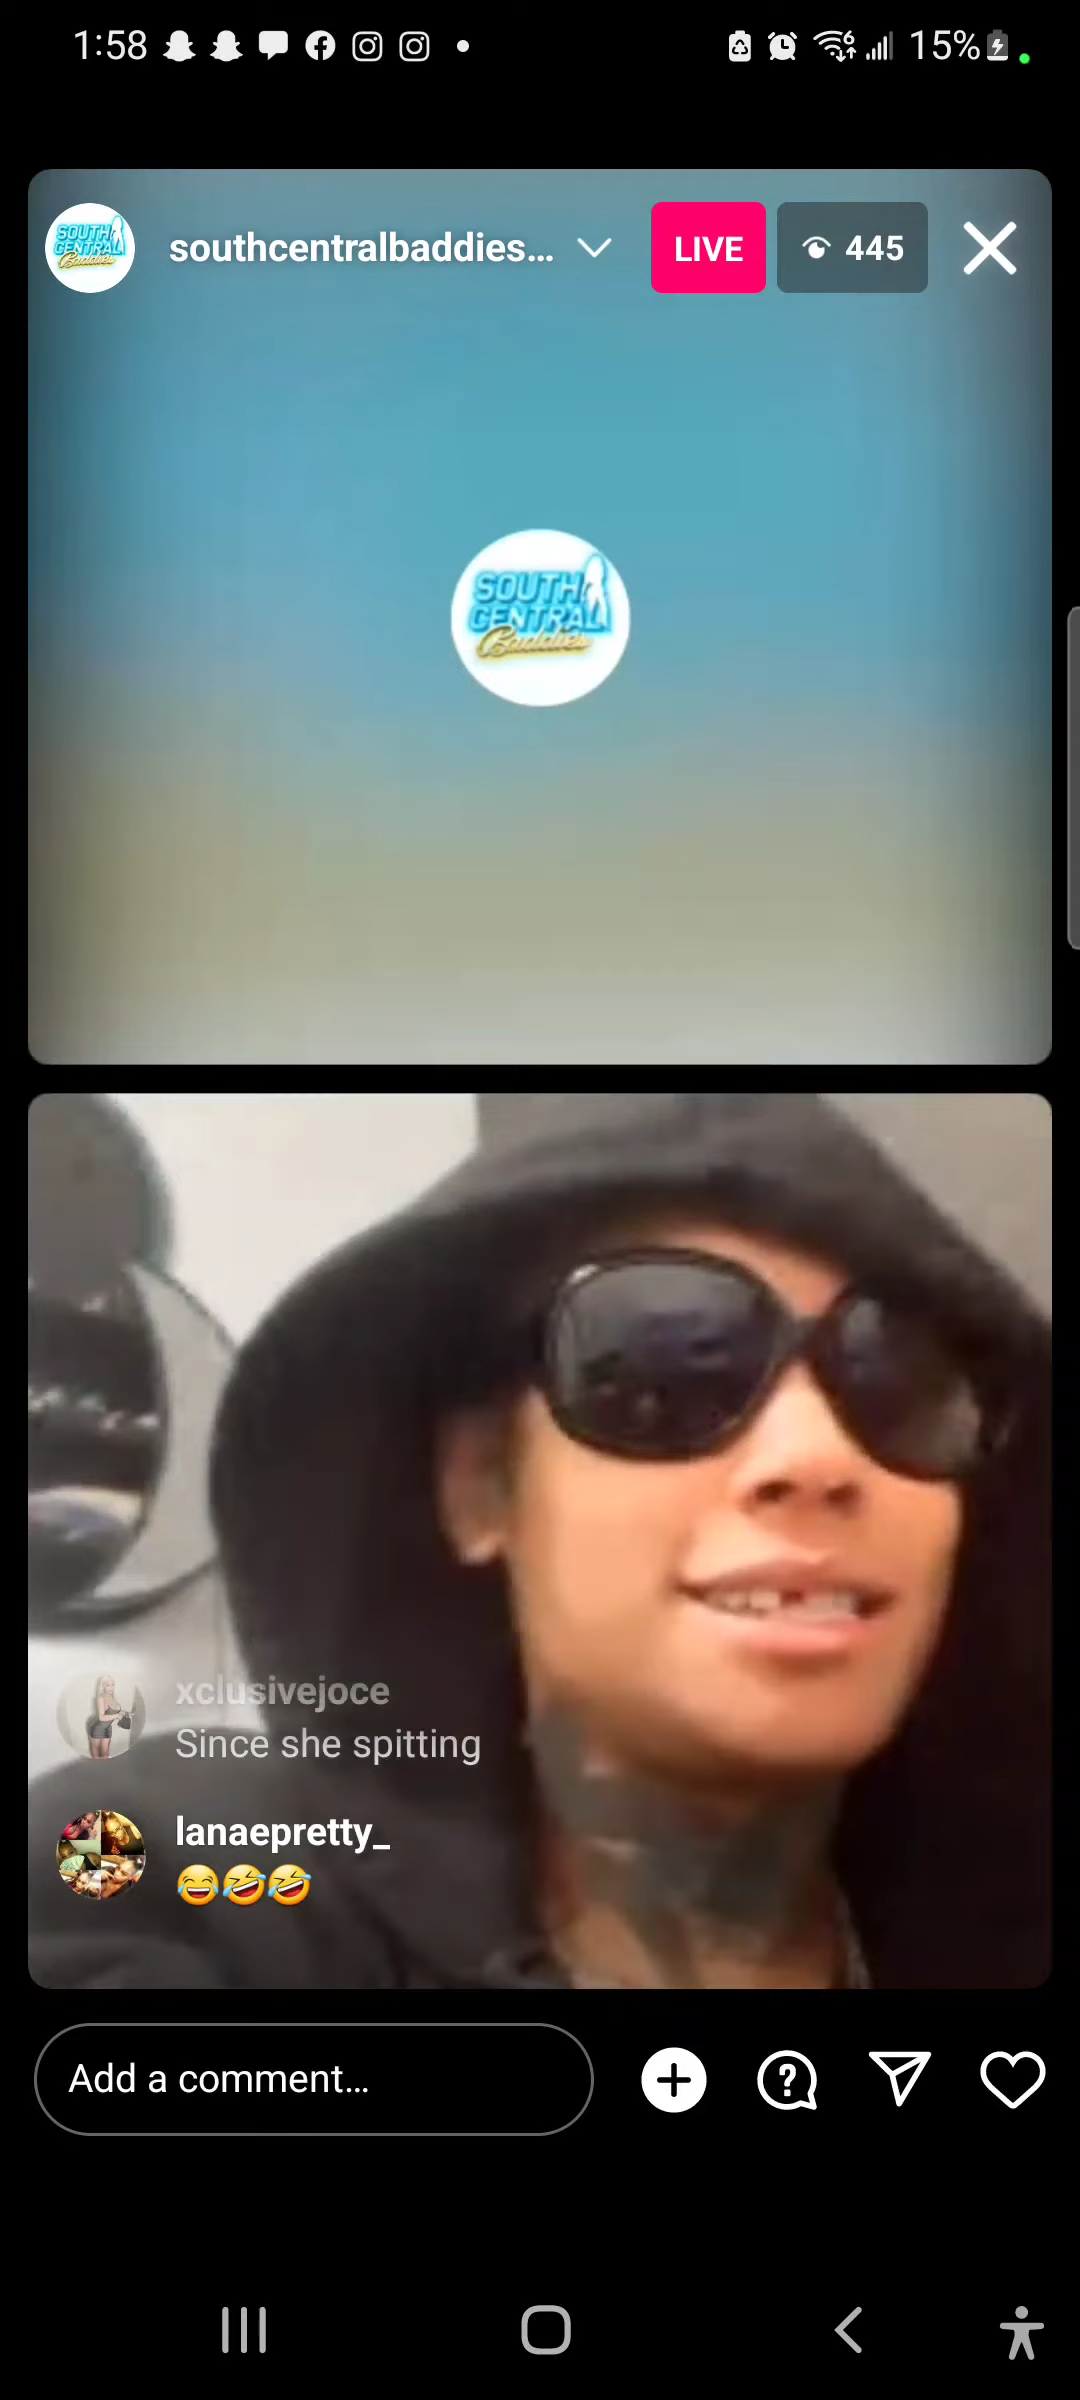 1:58
15%
SOUTH
CENTRAL
Baddies
southcentralbaddies...
LIVE
445
SOUTH
CENTRAL
Baddies
xclusivejoce
Since she spitting
lanaepretty_
😂🤣🤣
Add a comment...